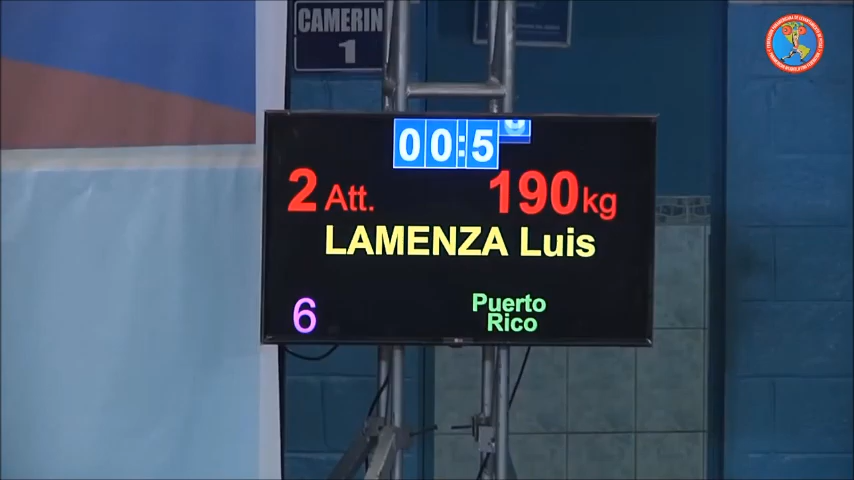 CAMERIN
1
00:5
2 Att. 190kg
LAMENZA Luis
6
Puerto
Rico